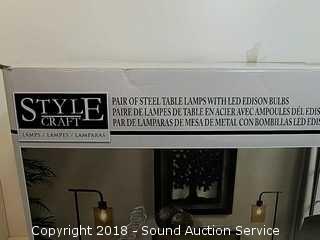 STYLE
CRAFT
LAMPS / LAMPES / LAMPARAS
PAIR OF STEEL TABLE LAMPS WITH LED EDISON BULBS
PAIRE DE LAMPES DE TABLE EN ACIER AVEC AMPOULES DÉL EDIS
PAR DE LAMPARAS DE MESA DE METAL CON BOMBILLAS LED EDIS
Copyright 2018 - Sound Auction Service